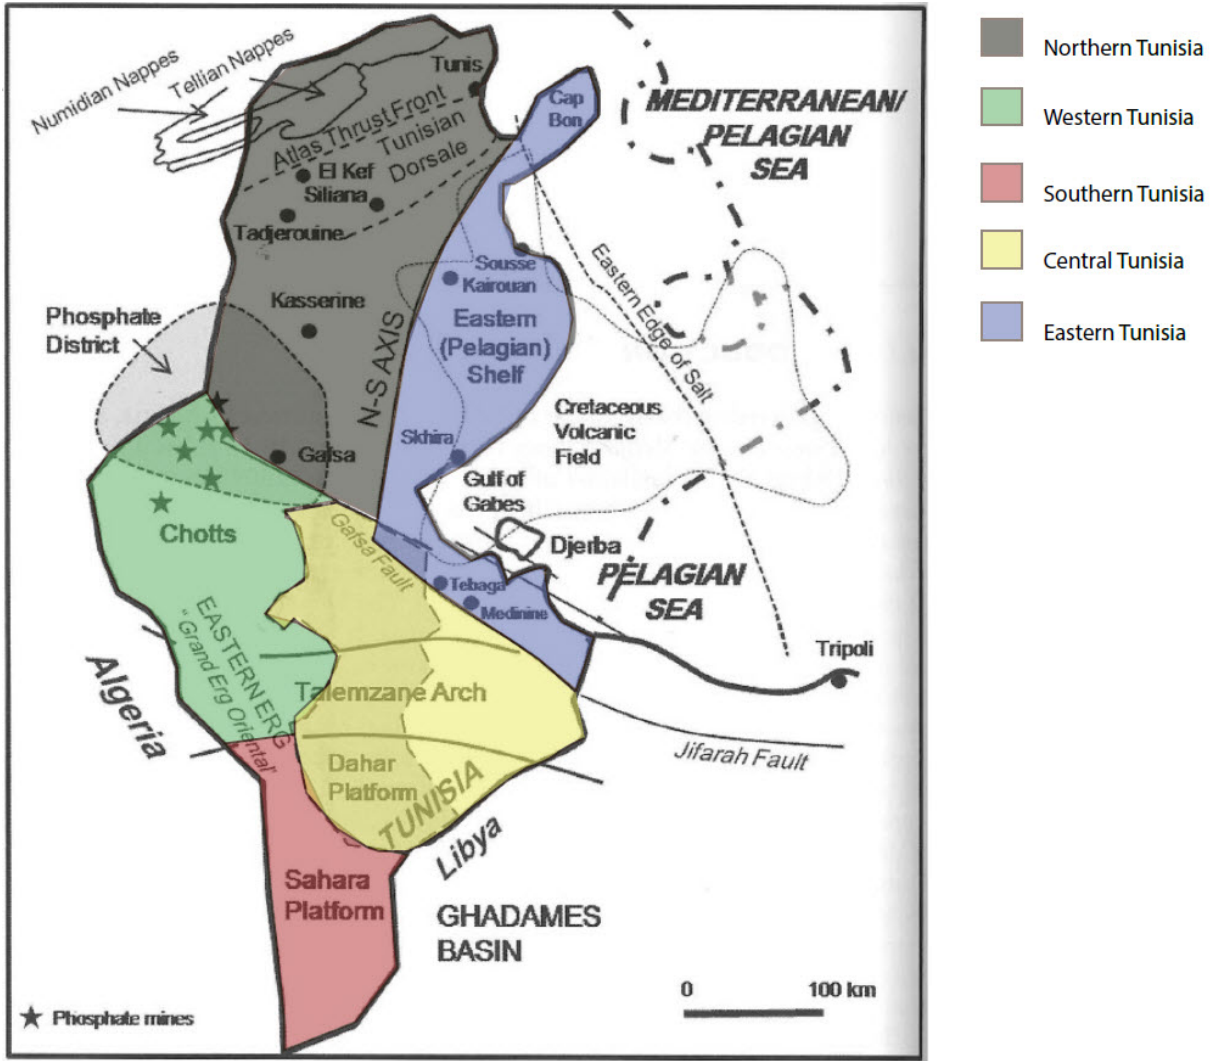 Numidian Nappes
Tellian Nappes
Tunis
Cap
Bon
MEDITERRANEAN/
PELAGIAN
SEA
Atlas Thrust Front
Tunisian
Dorsale
El Kef
Siliana
Tadjerouine
Sousse
Kairouan
Eastern Edge of Salt
Kasserine
Phosphate
District
N-S AXIS
Eastern
(Pelagian)
Shelf
Cretaceous
Volcanic
Field
Skhira
Gafsa
Gulf of
Gabes
Chotts
Gafsa Fault
Djerba
Tebaga
Medinine
PELAGIAN
SEA
EASTERN ERG
"Grand Erg Oriental"
Algeria
Tripoli
Talemzane Arch
Jifarah Fault
Dahar
Platform
TUNISIA
Libya
Sahara
Platform
GHADAMES
BASIN
0 100 km
Phosphate mines
Northern Tunisia
Western Tunisia
Southern Tunisia
Central Tunisia
Eastern Tunisia